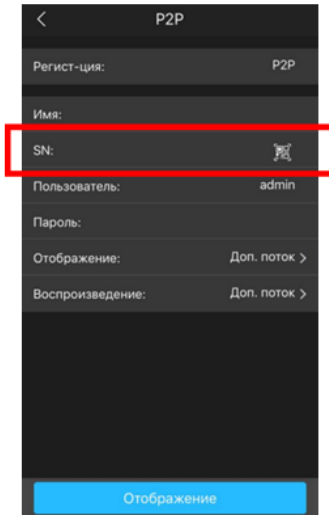 P2P
Регист-ция: P2P
Имя:
SN:
Пользователь: admin
Пароль:
Отображение: Доп. поток
Воспроизведение: Доп. поток
Отображение